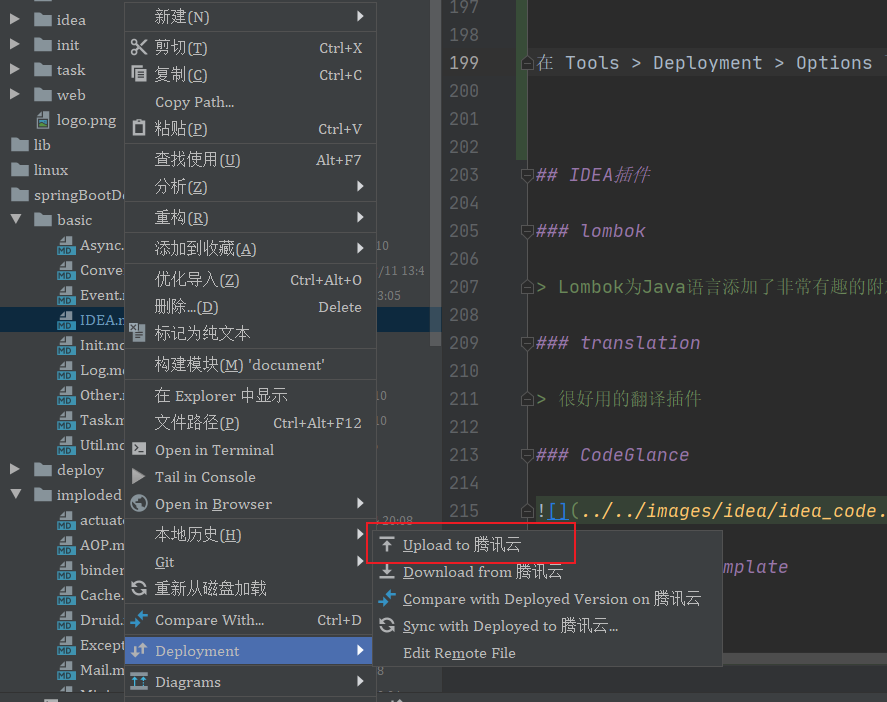 idea
init
task
web
logo.png
lib
linux
springBootDe
basic
Async.
Conve
Event.
IDEA.
Init.md
Log.md
Other.
Task.m
Util.md
deploy
imploded
actuat
AOP.m
binder
Cache.
Druid.
Except
Mail.m
新建(N)
剪切(T) Ctrl+X
复制(C) Ctrl+C
Copy Path...
粘贴(P) Ctrl+V
查找使用(U) Alt+F7
分析(Z)
重构(R)
添加到收藏(A)
优化导入(Z) Ctrl+Alt+O
删除...(D) Delete
标记为纯文本
构建模块(M) 'document'
在 Explorer 中显示
文件路径(P) Ctrl+Alt+F12
Open in Terminal
Tail in Console
Open in Browser
本地历史(H)
Git
重新从磁盘加载
Compare With... Ctrl+D
Deployment
Diagrams
10
/11 13:4
3:05
10
10
20:08
8
Upload to 腾讯云
Download from 腾讯云
Compare with Deployed Version on 腾讯云
Sync with Deployed to 腾讯云...
Edit Remote File
197
198
199 在 Tools > Deployment > Options
200
201
202
203 ## IDEA插件
204
205 ### lombok
206
207 > Lombok为Java语言添加了非常有趣的附
208
209 ### translation
210
211 > 很好用的翻译插件
212
213 ### CodeGlance
214
215 ![](../../images/idea/idea_code.
mplate